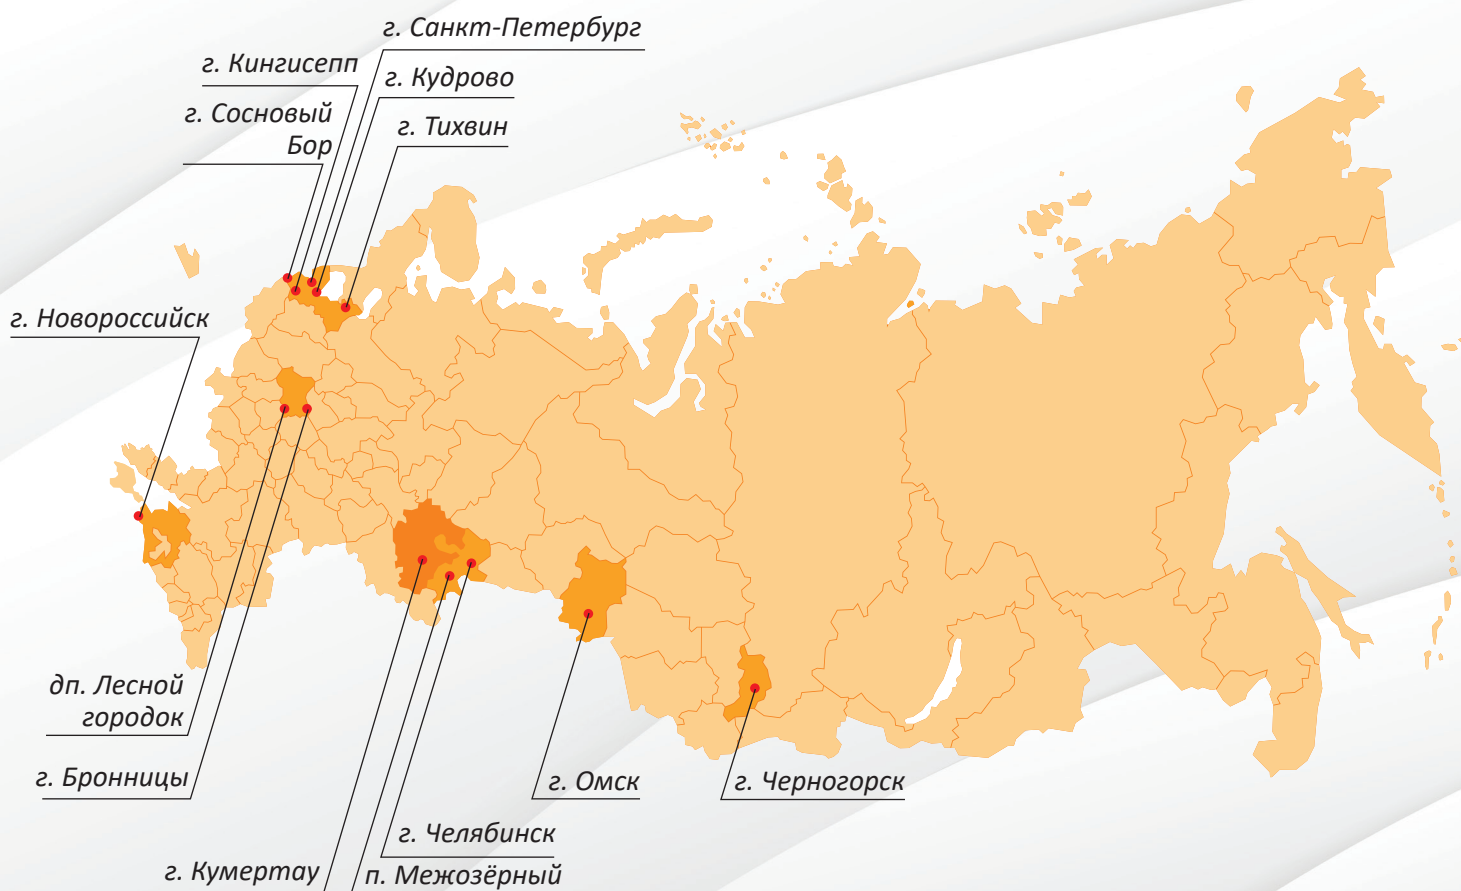 г. Санкт-Петербург
г. Кингисепп
г. Кудрово
г. Сосновый
Бор
г. Тихвин
г. Новороссийск
дп. Лесной
городок
г. Бронницы
г. Омск
г. Черногорск
г. Челябинск
г. Кумертау
п. Межозёрный